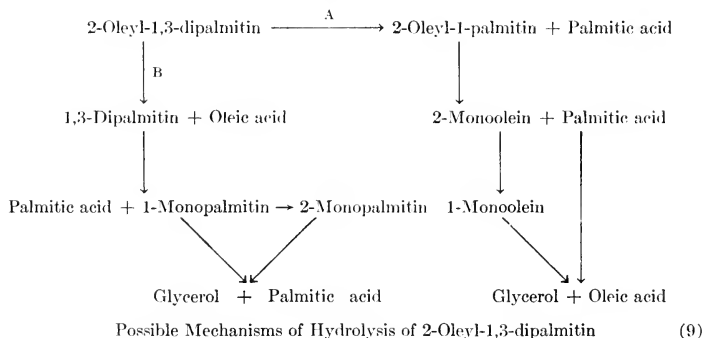 A
2-Oleyl-1,3-dipalmitin 2-Oleyl-1-palmitin + Palmitic acid
B
1,3-Dipalmitin + Oleic acid 2-Monoolein + Palmitic acid
Palmitic acid + 1-Monopalmitin → 2-Monopalmitin 1-Monoolein
Glycerol + Palmitic acid Glycerol + Oleic acid
Possible Mechanisms of Hydrolysis of 2-Oleyl-1,3-dipalmitin (9)